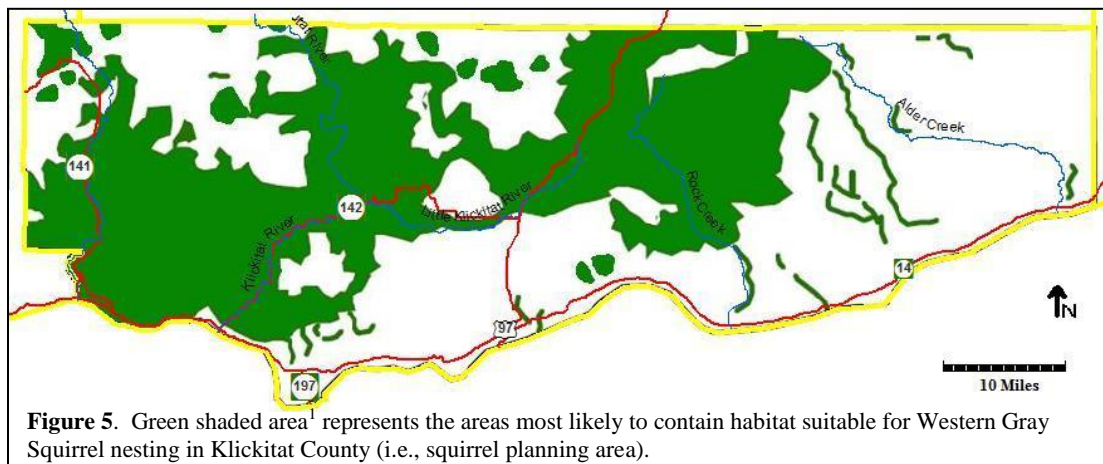 utat River
Alder Creek
141
142
Klickitat River
Little Klickitat River
Rock Creek
14
97
197
N
10 Miles
Figure 5. Green shaded area1 represents the areas most likely to contain habitat suitable for Western Gray
Squirrel nesting in Klickitat County (i.e., squirrel planning area).